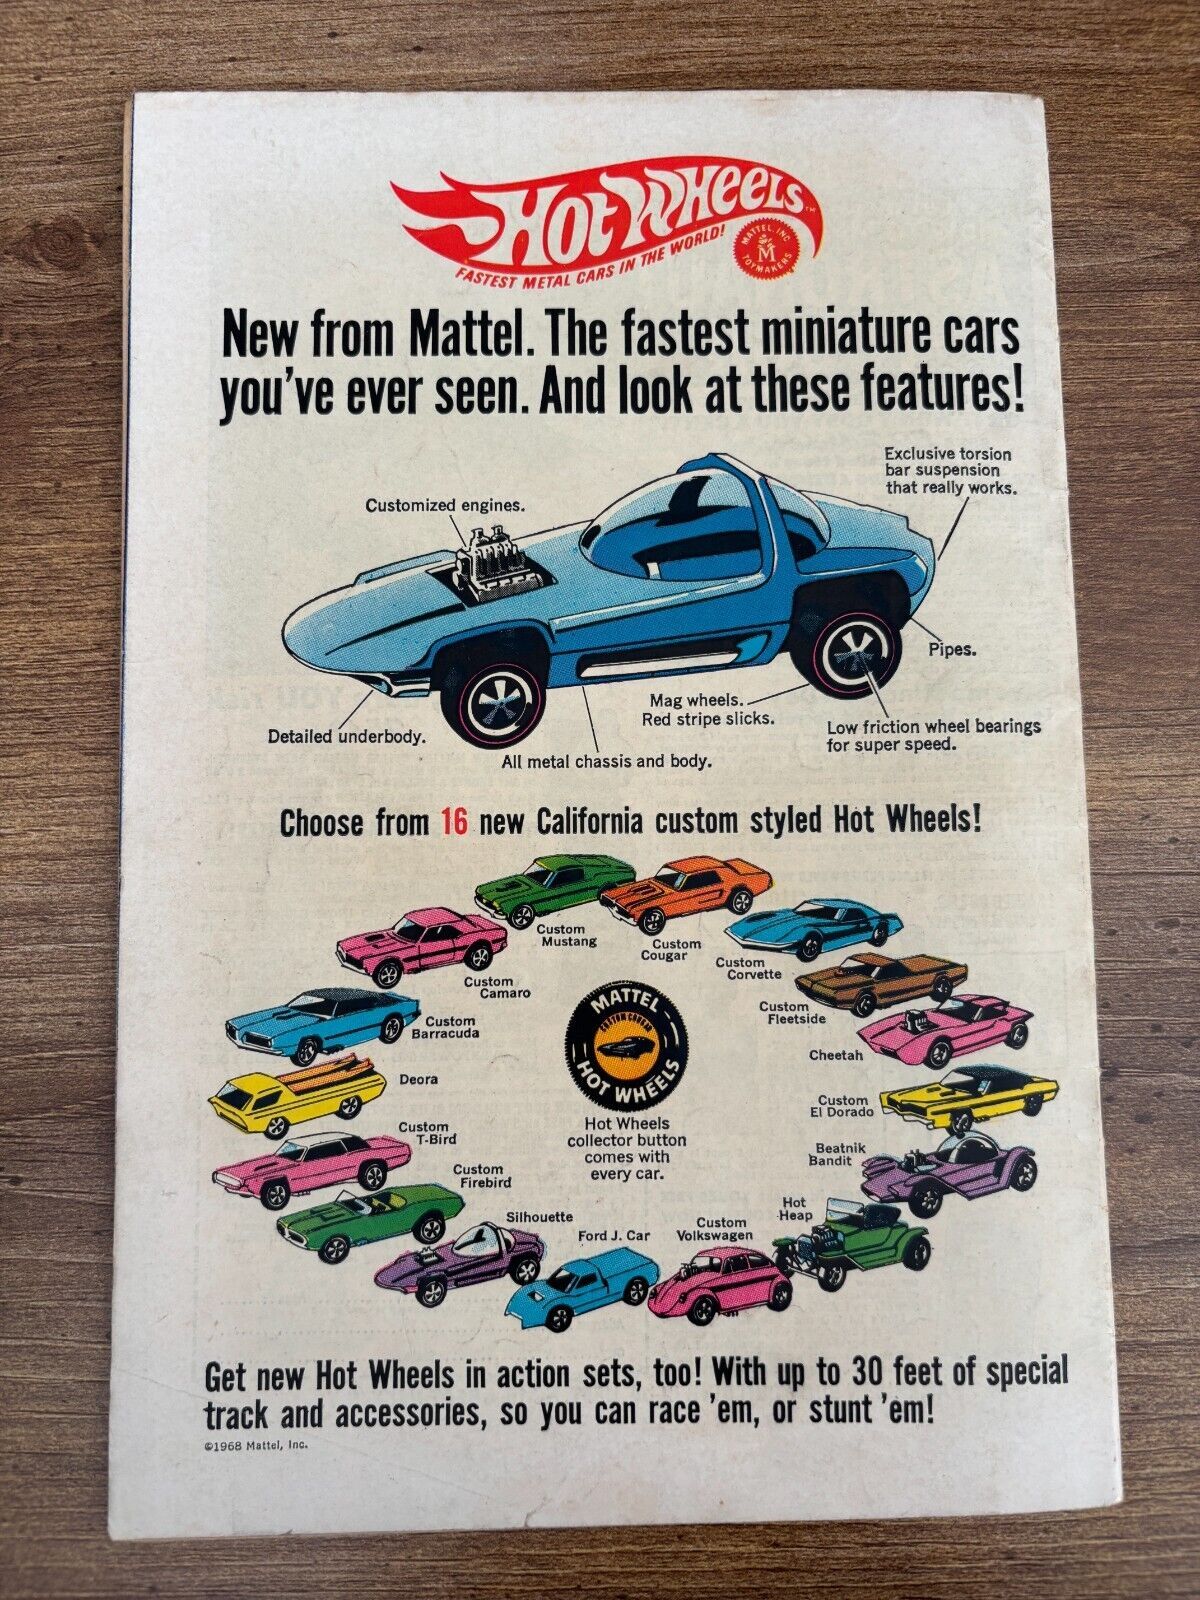 HOT WHEELS™
FASTEST METAL CARS IN THE WORLD!
MATTEL, INC.
M
TOYMAKERS
New from Mattel. The fastest miniature cars
you've ever seen. And look at these features!
Exclusive torsion
bar suspension
that really works.
Customized engines.
Pipes.
Mag wheels.
Red stripe slicks.
Low friction wheel bearings
for super speed.
Detailed underbody.
All metal chassis and body.
Choose from 16 new California custom styled Hot Wheels!
Custom
Mustang
Custom
Cougar
Custom
Camaro
Custom
Corvette
Custom
Barracuda
Custom
Fleetside
Cheetah
Deora
Custom
El Dorado
Custom
T-Bird
Beatnik
Bandit
Custom
Firebird
Hot
Heap
Silhouette
Ford J. Car
Custom
Volkswagen
MATTEL
CUSTOM COUGAR
HOT WHEELS
Hot Wheels
collector button
comes with
every car.
Get new Hot Wheels in action sets, too! With up to 30 feet of special
track and accessories, so you can race 'em, or stunt 'em!
©1968 Mattel, Inc.